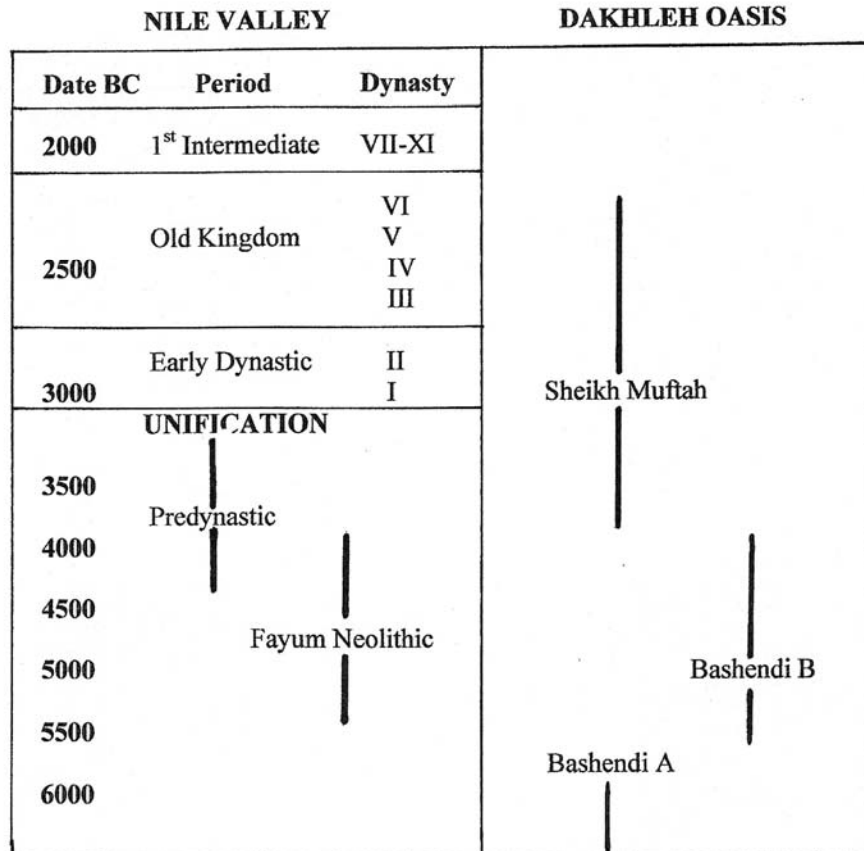 NILE VALLEY DAKHLEH OASIS
Date BC Period Dynasty
2000 1st Intermediate VII-XI
VI
Old Kingdom V
2500 IV
III
Early Dynastic II
3000 I Sheikh Muftah
UNIFICATION
3500
Predynastic
4000
4500
Fayum Neolithic
5000 Bashendi B
5500
Bashendi A
6000